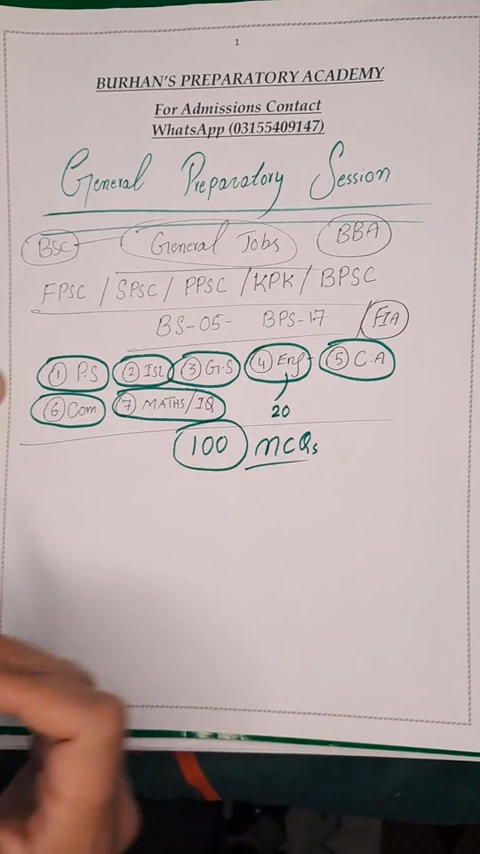 1
BURHAN'S PREPARATORY ACADEMY
For Admissions Contact
WhatsApp (03155409147)
General Preparatory Session
BSC General Jobs BBA
FPSC / SPSC / PPSC / KPK / BPSC
BS-05- BPS-17 FIA
1 P.S 2 ISL 3 G.S 4 Eng 5 C.A
6 Com 7 MATHS/IQ 20
100 MCQs